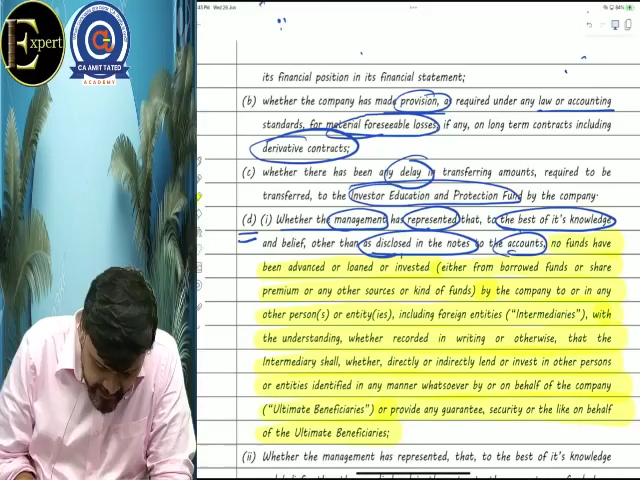 Expert
CA AMIT TATED
ACADEMY
:43 PM Wed 26 Jun
84%
its financial position in its financial statement;
(b) whether the company has made provision, as required under any law or accounting
standards, for material foreseeable losses, if any, on long term contracts including
derivative contracts;
(c) whether there has been any delay in transferring amounts, required to be
transferred, to the Investor Education and Protection Fund by the company.
(d) (i) Whether the management has represented that, to the best of it's knowledge
and belief, other than as disclosed in the notes to the accounts, no funds have
been advanced or loaned or invested (either from borrowed funds or share
premium or any other sources or kind of funds) by the company to or in any
other person(s) or entity(ies), including foreign entities ("Intermediaries"), with
the understanding, whether recorded in writing or otherwise, that the
Intermediary shall, whether, directly or indirectly lend or invest in other persons
or entities identified in any manner whatsoever by or on behalf of the company
("Ultimate Beneficiaries") or provide any guarantee, security or the like on behalf
of the Ultimate Beneficiaries;
(ii) Whether the management has represented, that, to the best of it's knowledge